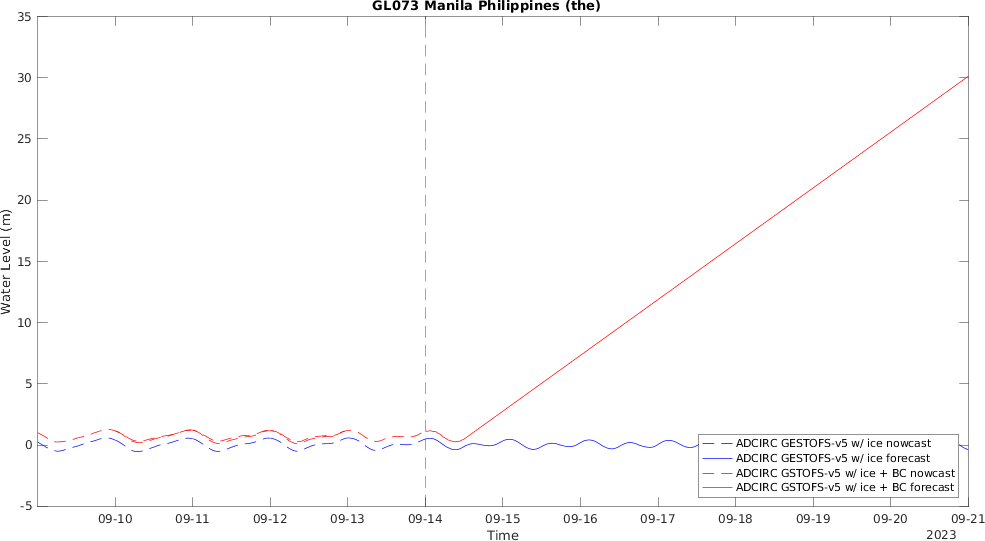 GL073 Manila Philippines (the)
35
30
25
20
15
10
5
0
-5
Water Level (m)
ADCIRC GESTOFS-v5 w/ ice nowcast
ADCIRC GESTOFS-v5 w/ ice forecast
ADCIRC GSTOFS-v5 w/ ice + BC nowcast
ADCIRC GSTOFS-v5 w/ ice + BC forecast
09-10 09-11 09-12 09-13 09-14 09-15 09-16 09-17 09-18 09-19 09-20 09-21
Time
2023